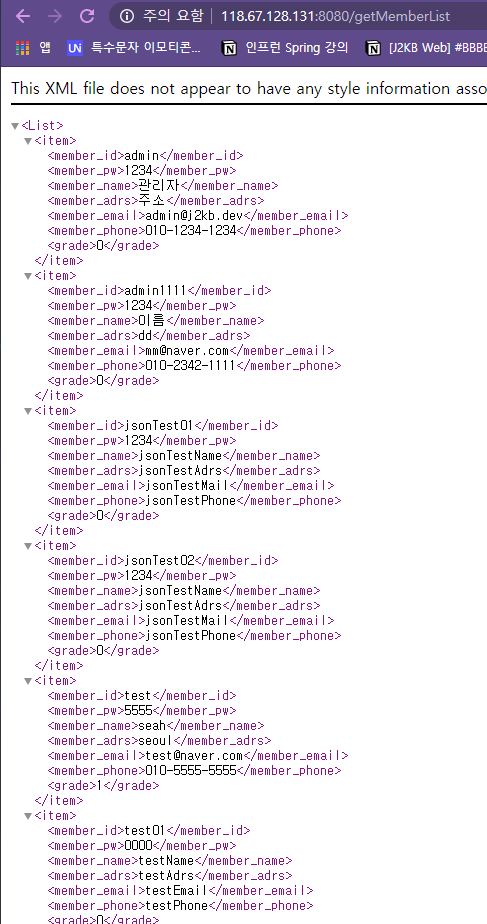 주의 요함 | 118.67.128.131:8080/getMemberList
앱 UN 특수문자 이모티콘... N 인프런 Spring 강의 N [J2KB Web] #BBBE
This XML file does not appear to have any style information asso
▼<List>
▼<item>
<member_id>admin</member_id>
<member_pw>1234</member_pw>
<member_name>관리자</member_name>
<member_adrs>주소</member_adrs>
<member_email>admin@j2kb.dev</member_email>
<member_phone>010-1234-1234</member_phone>
<grade>0</grade>
</item>
▼<item>
<member_id>admin1111</member_id>
<member_pw>1234</member_pw>
<member_name>이름</member_name>
<member_adrs>dd</member_adrs>
<member_email>mm@naver.com</member_email>
<member_phone>010-2342-1111</member_phone>
<grade>0</grade>
</item>
▼<item>
<member_id>jsonTest01</member_id>
<member_pw>1234</member_pw>
<member_name>jsonTestName</member_name>
<member_adrs>jsonTestAdrs</member_adrs>
<member_email>jsonTestMail</member_email>
<member_phone>jsonTestPhone</member_phone>
<grade>0</grade>
</item>
▼<item>
<member_id>jsonTest02</member_id>
<member_pw>1234</member_pw>
<member_name>jsonTestName</member_name>
<member_adrs>jsonTestAdrs</member_adrs>
<member_email>jsonTestMail</member_email>
<member_phone>jsonTestPhone</member_phone>
<grade>0</grade>
</item>
▼<item>
<member_id>test</member_id>
<member_pw>5555</member_pw>
<member_name>seah</member_name>
<member_adrs>seoul</member_adrs>
<member_email>test@naver.com</member_email>
<member_phone>010-5555-5555</member_phone>
<grade>1</grade>
</item>
▼<item>
<member_id>test01</member_id>
<member_pw>0000</member_pw>
<member_name>testName</member_name>
<member_adrs>testAdrs</member_adrs>
<member_email>testEmail</member_email>
<member_phone>testPhone</member_phone>
<grade>0</grade>